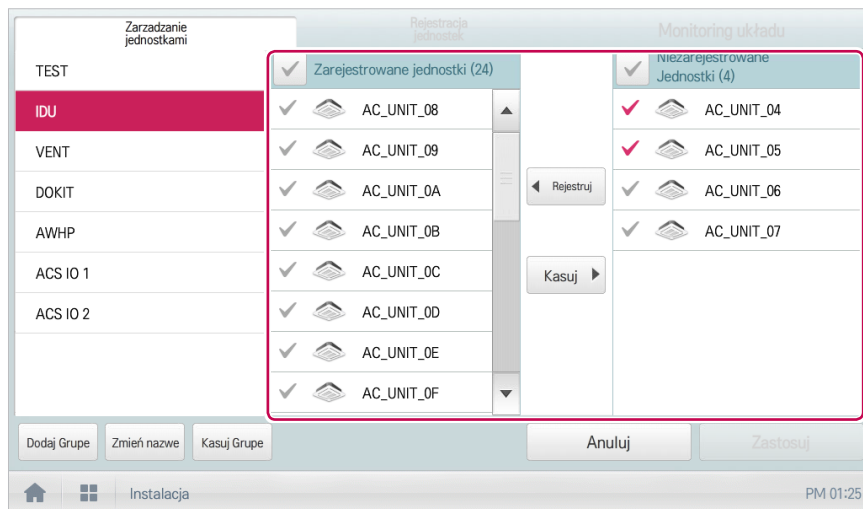 Zarzadzanie
jednostkami
Rejestracja
jednostek
Monitoring układu
TEST
IDU
VENT
DOKIT
AWHP
ACS IO 1
ACS IO 2
Zarejestrowane jednostki (24)
AC_UNIT_08
AC_UNIT_09
AC_UNIT_0A
AC_UNIT_0B
AC_UNIT_0C
AC_UNIT_0D
AC_UNIT_0E
AC_UNIT_0F
Rejestruj
Kasuj
Niezarejestrowane
Jednostki (4)
AC_UNIT_04
AC_UNIT_05
AC_UNIT_06
AC_UNIT_07
Dodaj Grupe
Zmień nazwe
Kasuj Grupe
Anuluj
Zastosuj
Instalacja
PM 01:25